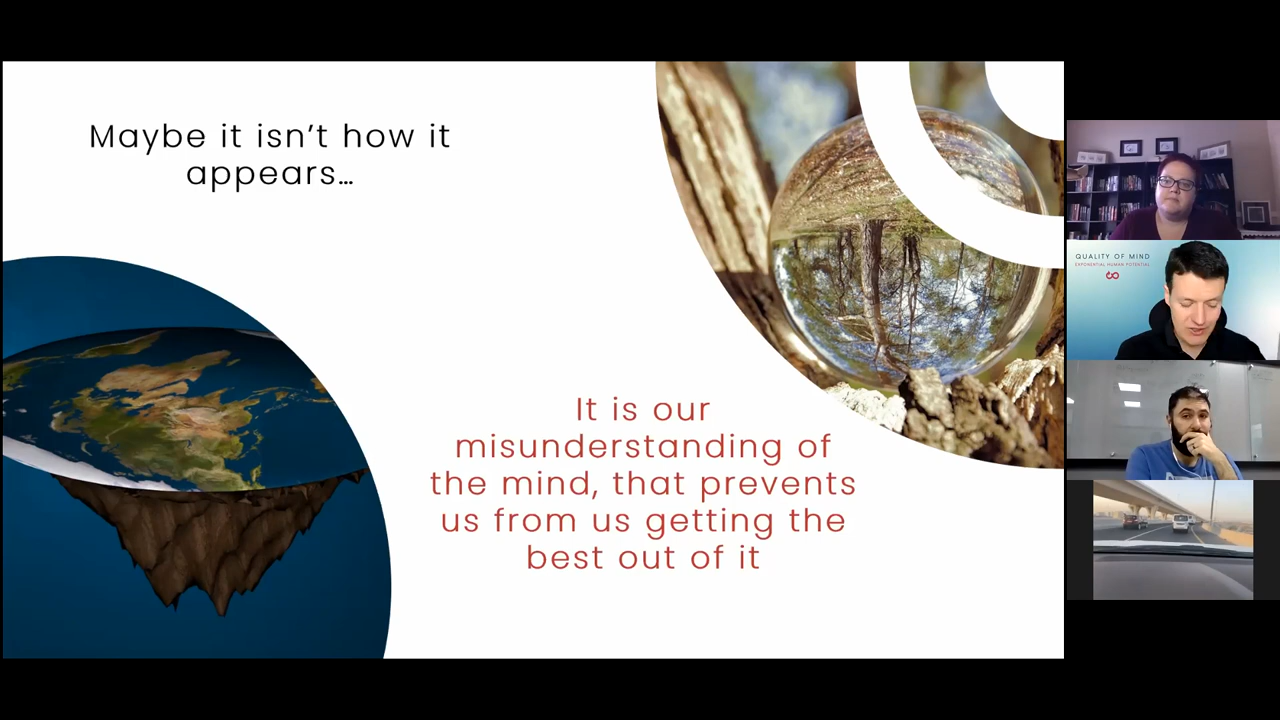 Maybe it isn't how it
appears…
It is our
misunderstanding of
the mind, that prevents
us from us getting the
best out of it
QUALITY OF MIND
EXPONENTIAL HUMAN POTENTIAL